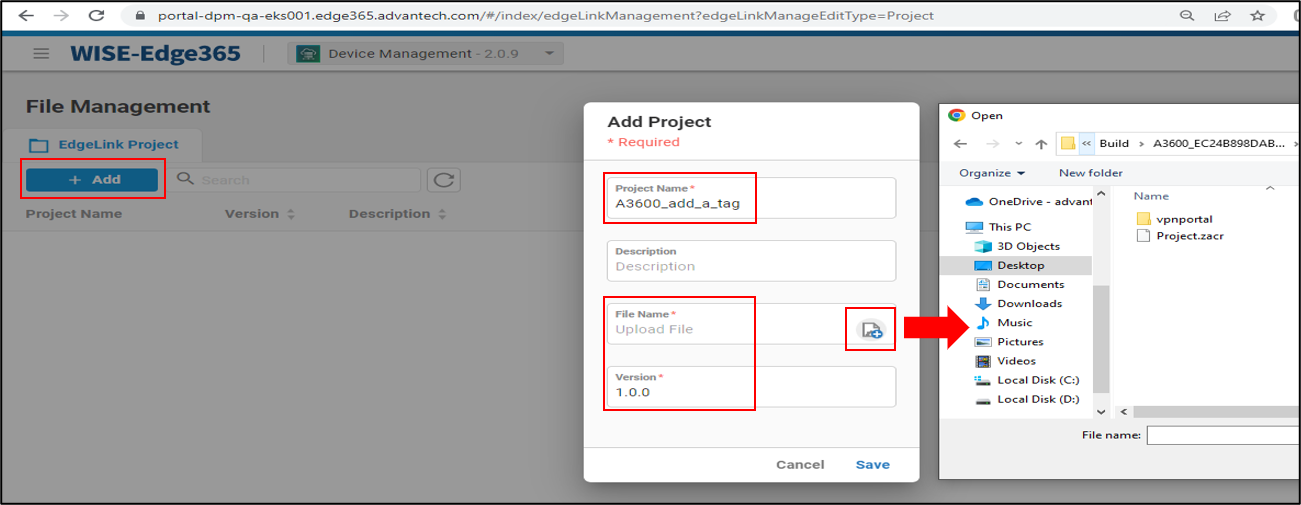 portal-dpm-qa-eks001.edge365.advantech.com/#/index/edgeLinkManagement?edgeLinkManageEditType=Project
WISE-Edge365
Device Management - 2.0.9
File Management
EdgeLink Project
+ Add
Search
Project Name
Version
Description
Add Project
* Required
Project Name *
A3600_add_a_tag
Description
Description
File Name *
Upload File
Version *
1.0.0
Cancel
Save
Open
« Build › A3600_EC24B898DAB... ›
Organize
New folder
OneDrive - advant
This PC
3D Objects
Desktop
Documents
Downloads
Music
Pictures
Videos
Local Disk (C:)
Local Disk (D:)
Name
vpnportal
Project.zacr
File name: